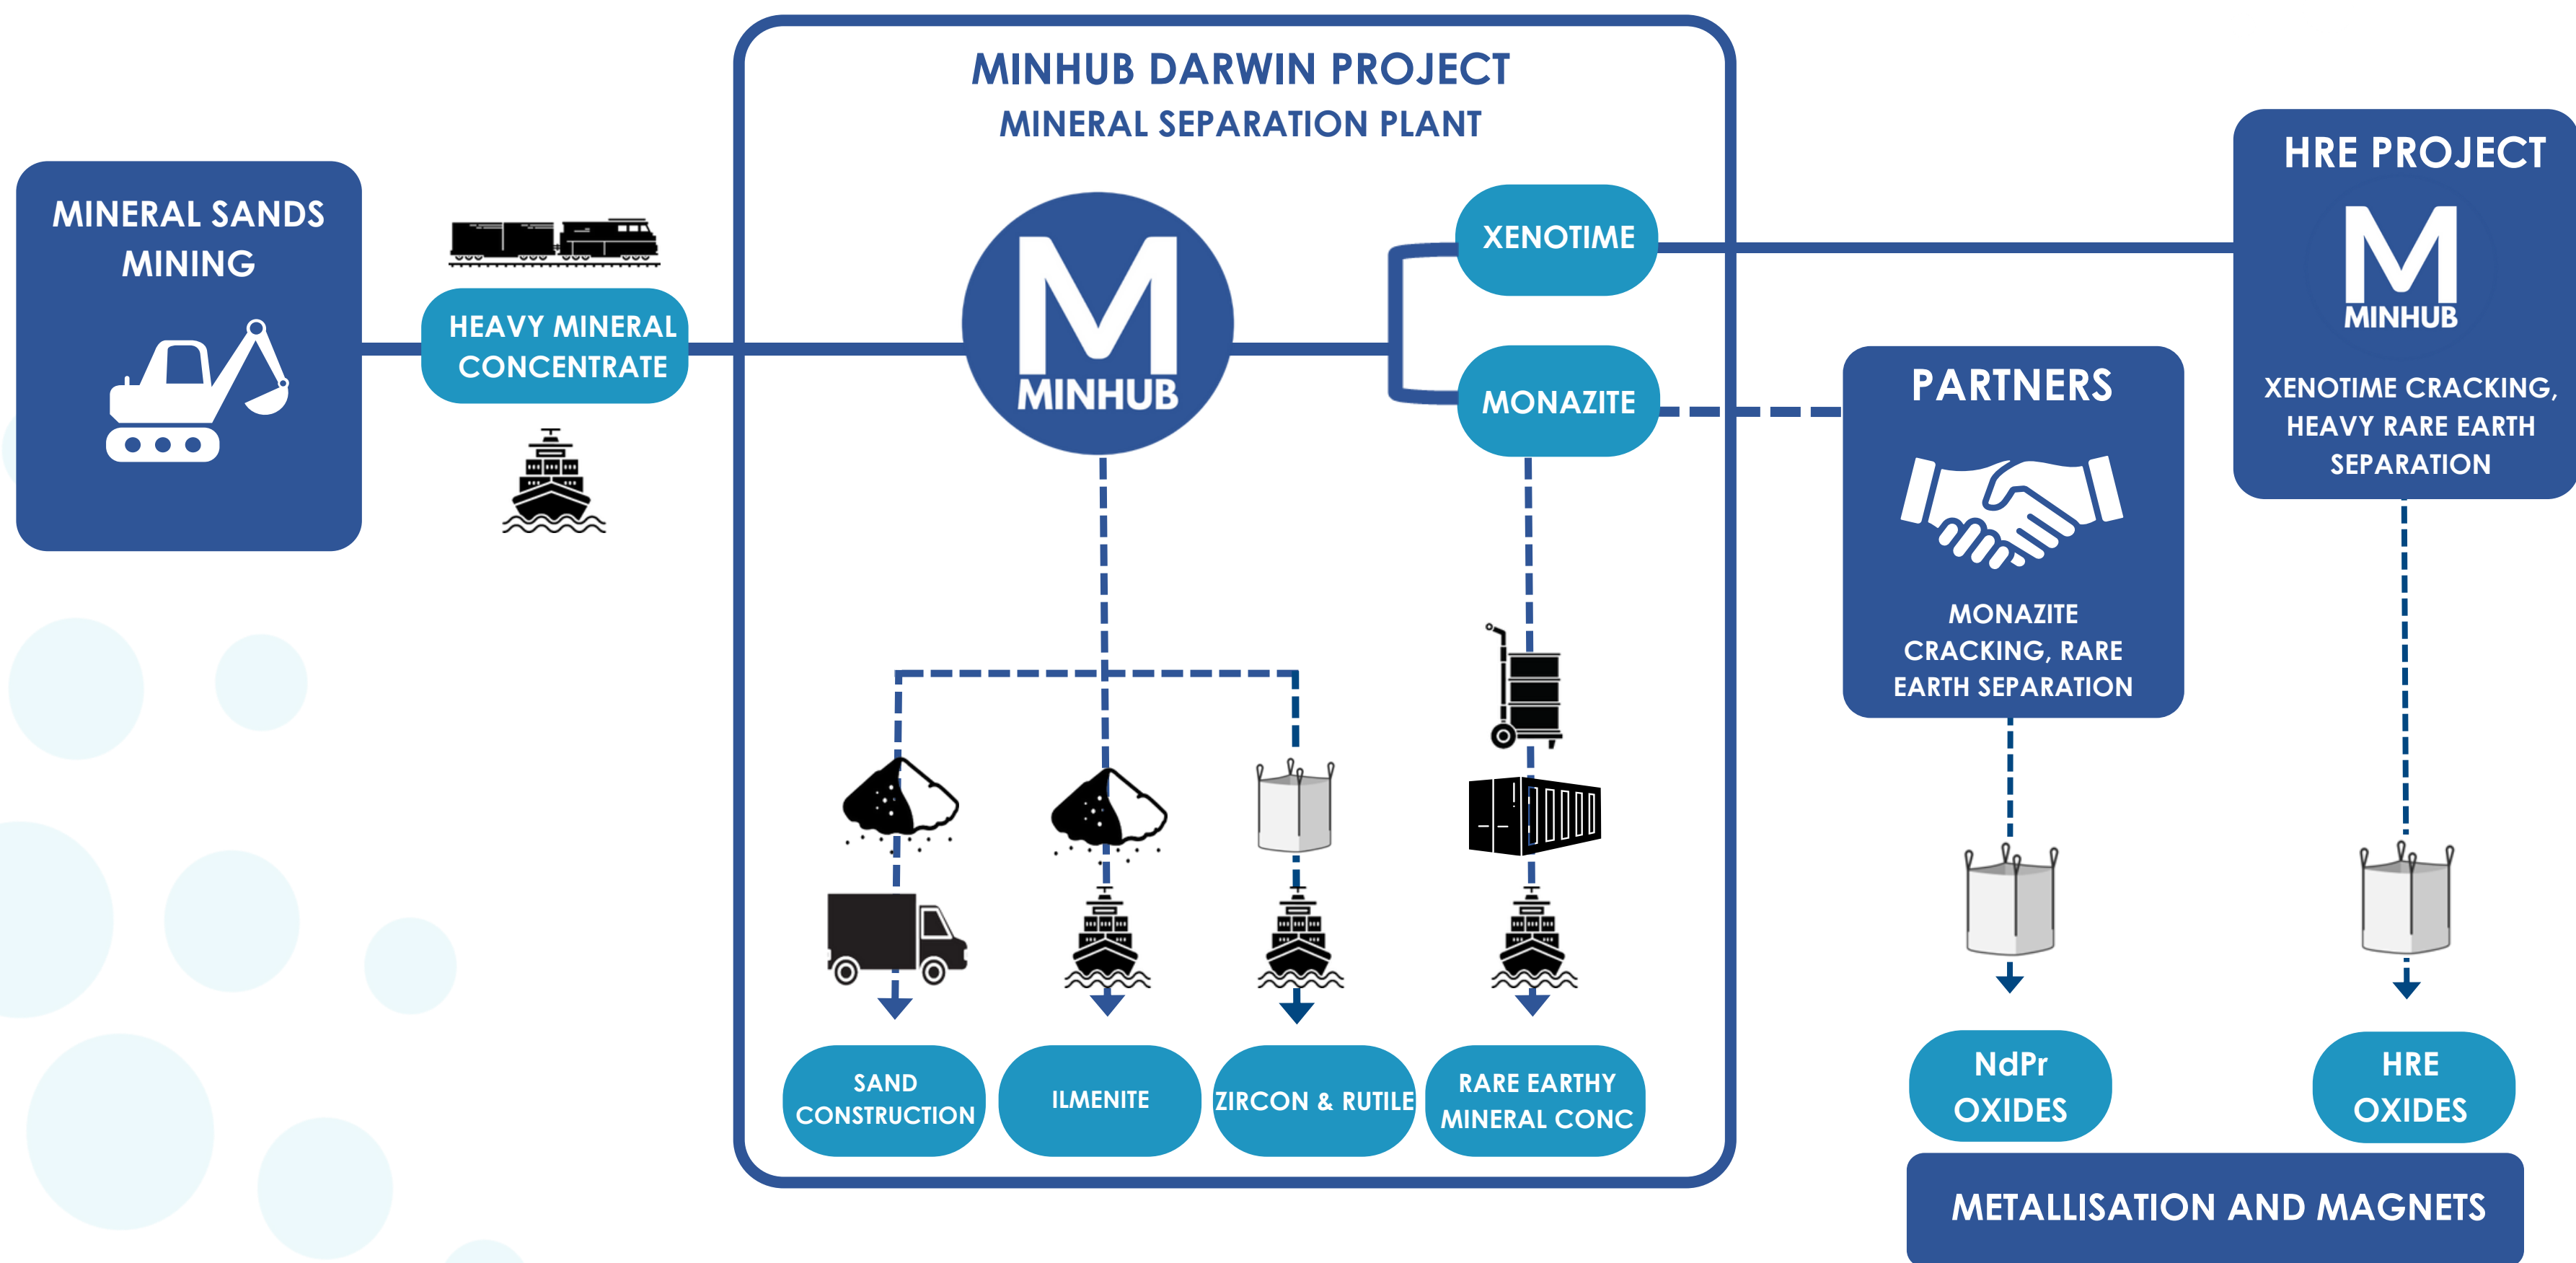 MINHUB DARWIN PROJECT
MINERAL SEPARATION PLANT
MINERAL SANDS
MINING
HEAVY MINERAL
CONCENTRATE
M
MINHUB
XENOTIME
MONAZITE
HRE PROJECT
M
MINHUB
XENOTIME CRACKING,
HEAVY RARE EARTH
SEPARATION
PARTNERS
MONAZITE
CRACKING, RARE
EARTH SEPARATION
SAND
CONSTRUCTION
ILMENITE
ZIRCON & RUTILE
RARE EARTHY
MINERAL CONC
NdPr
OXIDES
HRE
OXIDES
METALLISATION AND MAGNETS